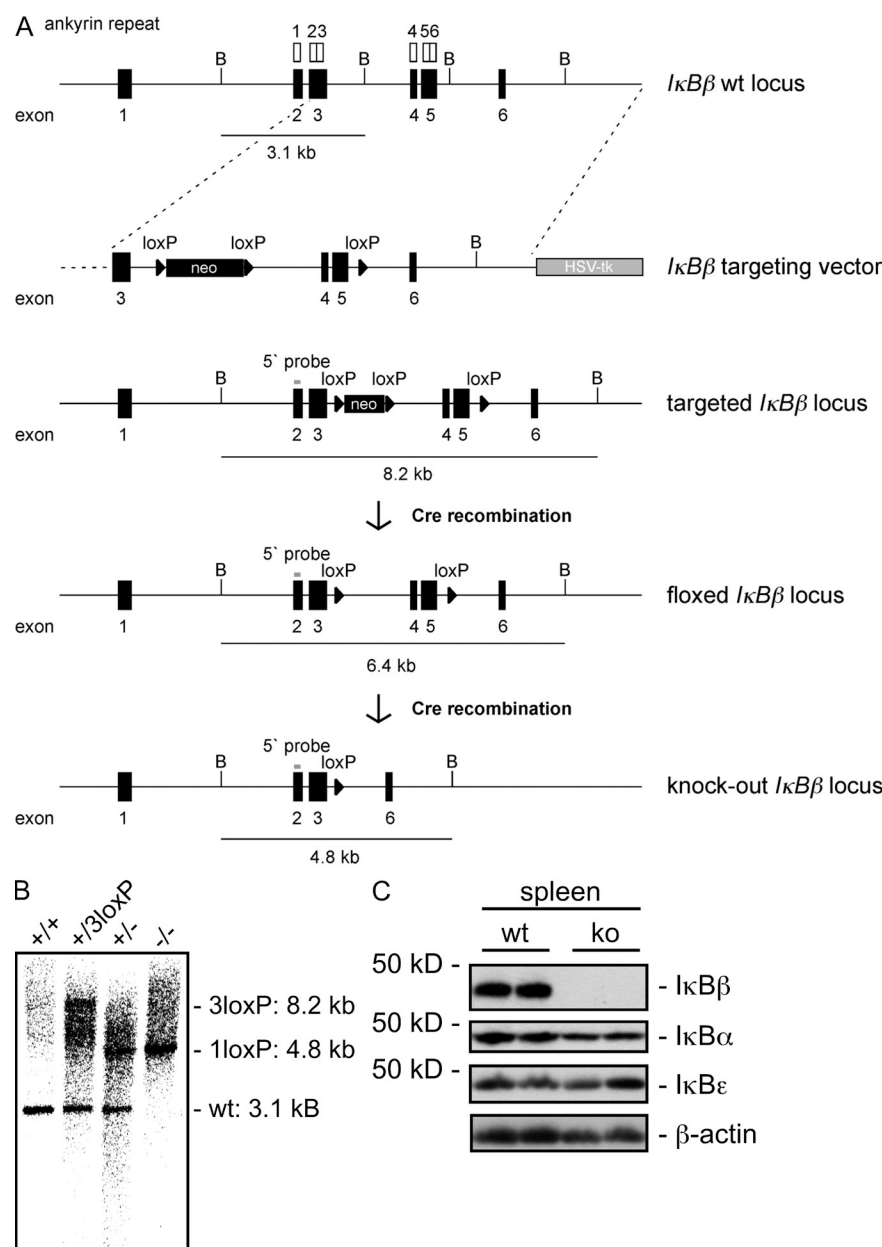 A ankyrin repeat
1 23 4 56
B B B B
IκBβ wt locus
exon 1 2 3 4 5 6
3.1 kb
loxP loxP loxP B
neo HSV-tk
IκBβ targeting vector
exon 3 4 5 6
5` probe
B loxP loxP loxP B
neo
targeted IκBβ locus
exon 1 2 3 4 5 6
8.2 kb
Cre recombination
5` probe
B loxP loxP B
floxed IκBβ locus
exon 1 2 3 4 5 6
6.4 kb
Cre recombination
5` probe
B loxP B
knock-out IκBβ locus
exon 1 2 3 6
4.8 kb
B
+/+ +/3loxP +/- -/-
- 3loxP: 8.2 kb
- 1loxP: 4.8 kb
- wt: 3.1 kB
C
spleen
wt ko
50 kD - - IκBβ
50 kD - - IκBα
50 kD - - IκBε
- β-actin